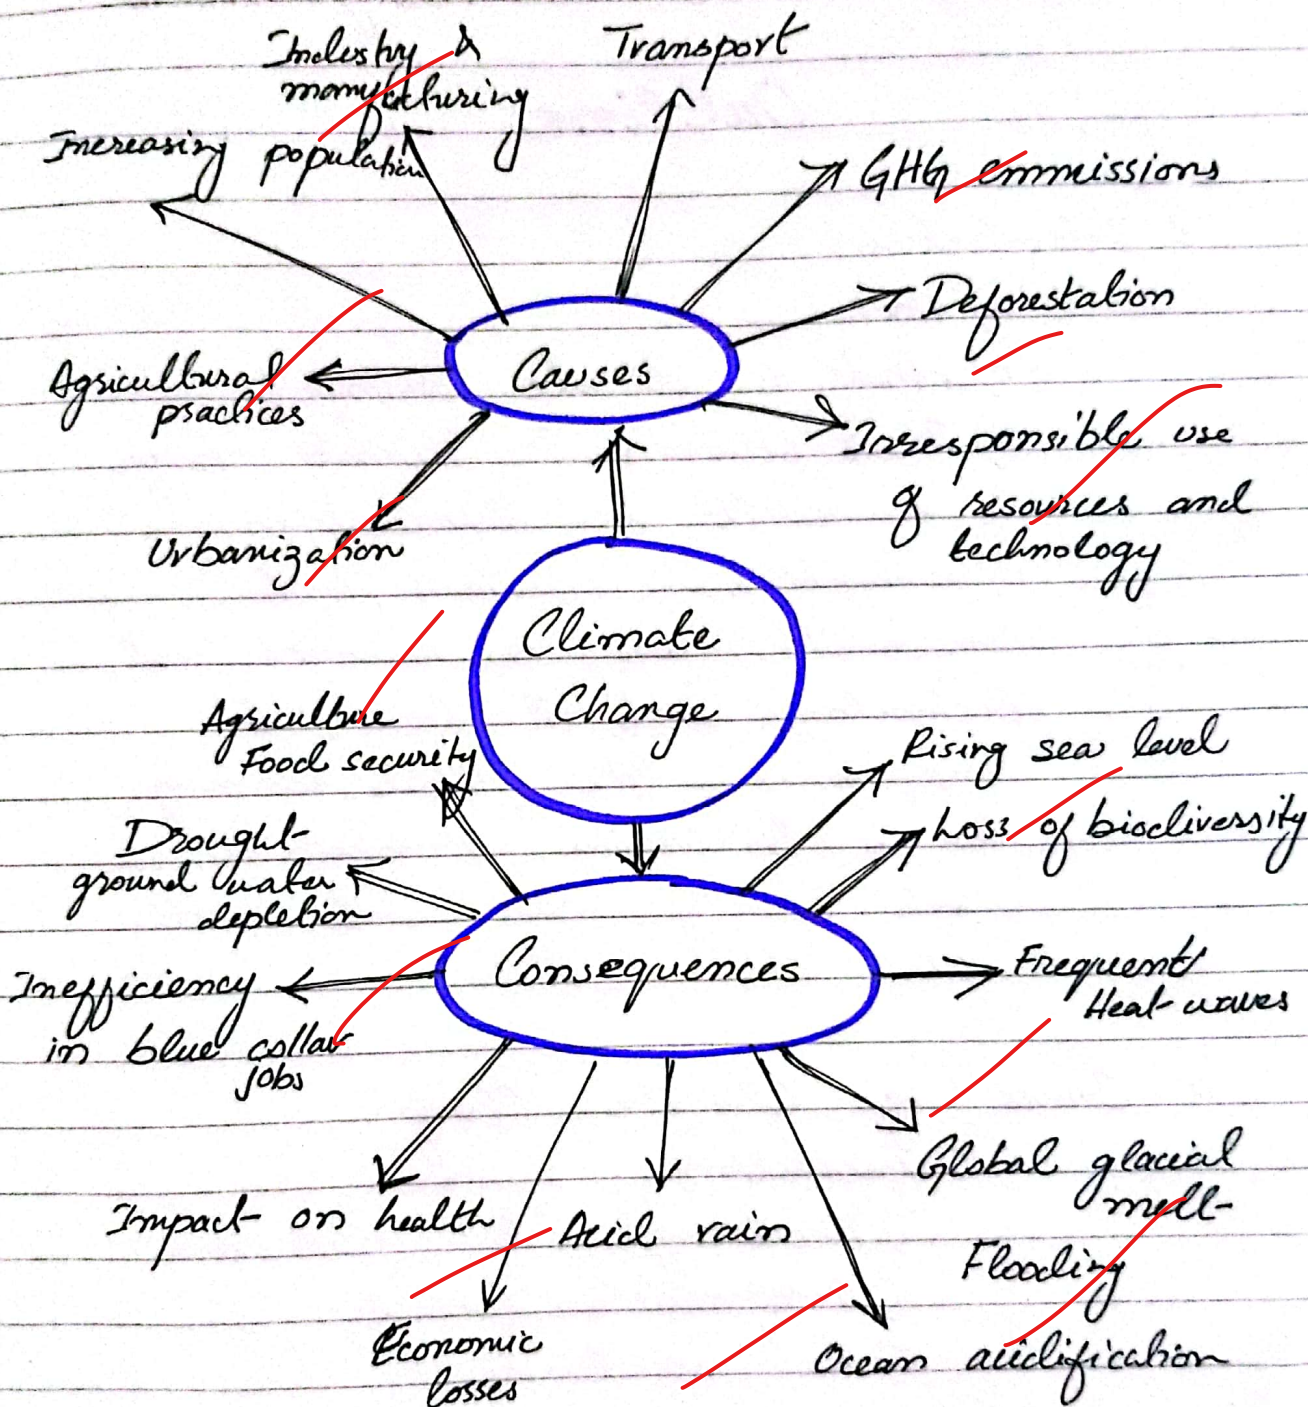 Industry &
manufacturing
Transport
Increasing population
GHG emmissions
Deforestation
Agricultural
practices
Causes
Irresponsible use
of resources and
technology
Urbanization
Climate
Change
Agriculture
Food security
Rising sea level
Loss of biodiversity
Drought
ground water
depletion
Consequences
Frequent
Heat waves
Inefficiency
in blue collar
jobs
Global glacial
melt
Impact on health
Acid rain
Flooding
Economic
losses
Ocean acidification